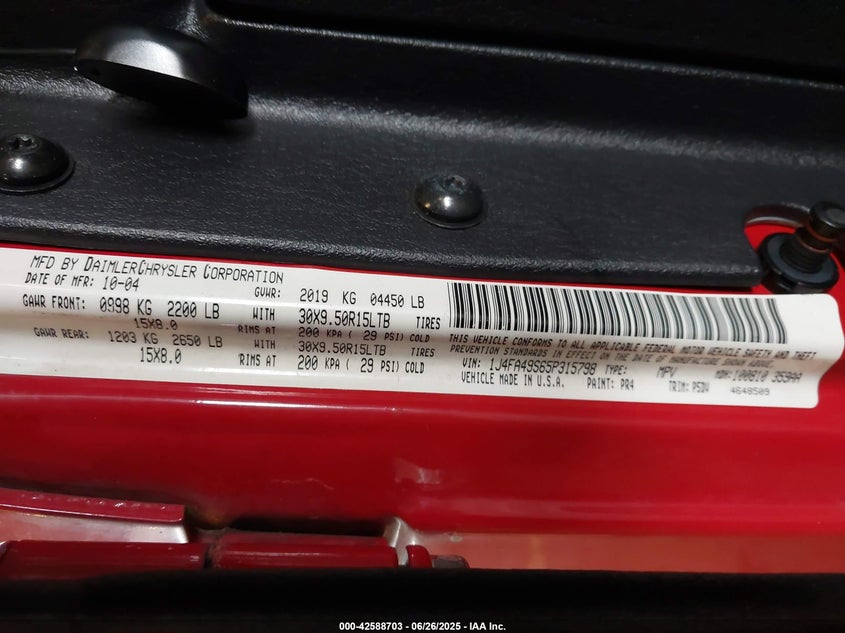 MFD BY DAIMLERCHRYSLER CORPORATION
DATE OF MFR: 10-04 GVWR: 2019 KG 04450 LB
GAWR FRONT: 0998 KG 2200 LB WITH 30X9.50R15LTB TIRES
15X8.0 RIMS AT 200 KPA ( 29 PSI) COLD
GAWR REAR: 1203 KG 2650 LB WITH 30X9.50R15LTB TIRES
15X8.0 RIMS AT 200 KPA ( 29 PSI) COLD
THIS VEHICLE CONFORMS TO ALL APPLICABLE FEDERAL MOTOR VEHICLE SAFETY AND THEFT
PREVENTION STANDARDS IN EFFECT ON THE DATE OF MANUFACTURE SHOWN ABOVE.
VIN: 1J4FA49S65P315798 TYPE: MPV MDH:100810 359AA
VEHICLE MADE IN U.S.A. PAINT: PR4 TRIM: PSDV
4648509
000-42588703 - 06/26/2025 - IAA Inc.